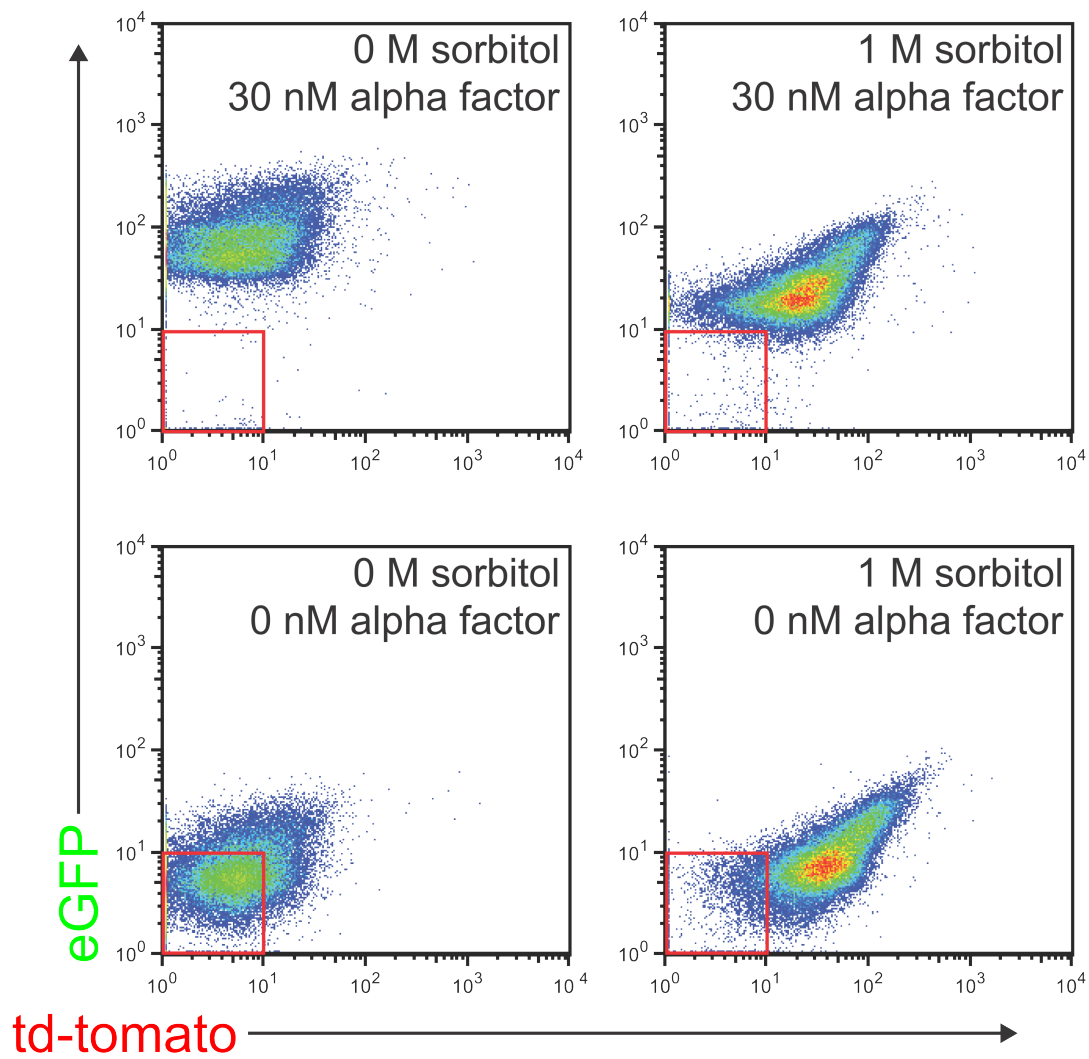 0 M sorbitol
30 nM alpha factor
10⁴
10³
10²
10¹
10⁰
10⁰ 10¹ 10² 10³ 10⁴
1 M sorbitol
30 nM alpha factor
10⁴
10³
10²
10¹
10⁰
10⁰ 10¹ 10² 10³ 10⁴
0 M sorbitol
0 nM alpha factor
10⁴
10³
10²
10¹
10⁰
10⁰ 10¹ 10² 10³ 10⁴
1 M sorbitol
0 nM alpha factor
10⁴
10³
10²
10¹
10⁰
10⁰ 10¹ 10² 10³ 10⁴
eGFP
td-tomato